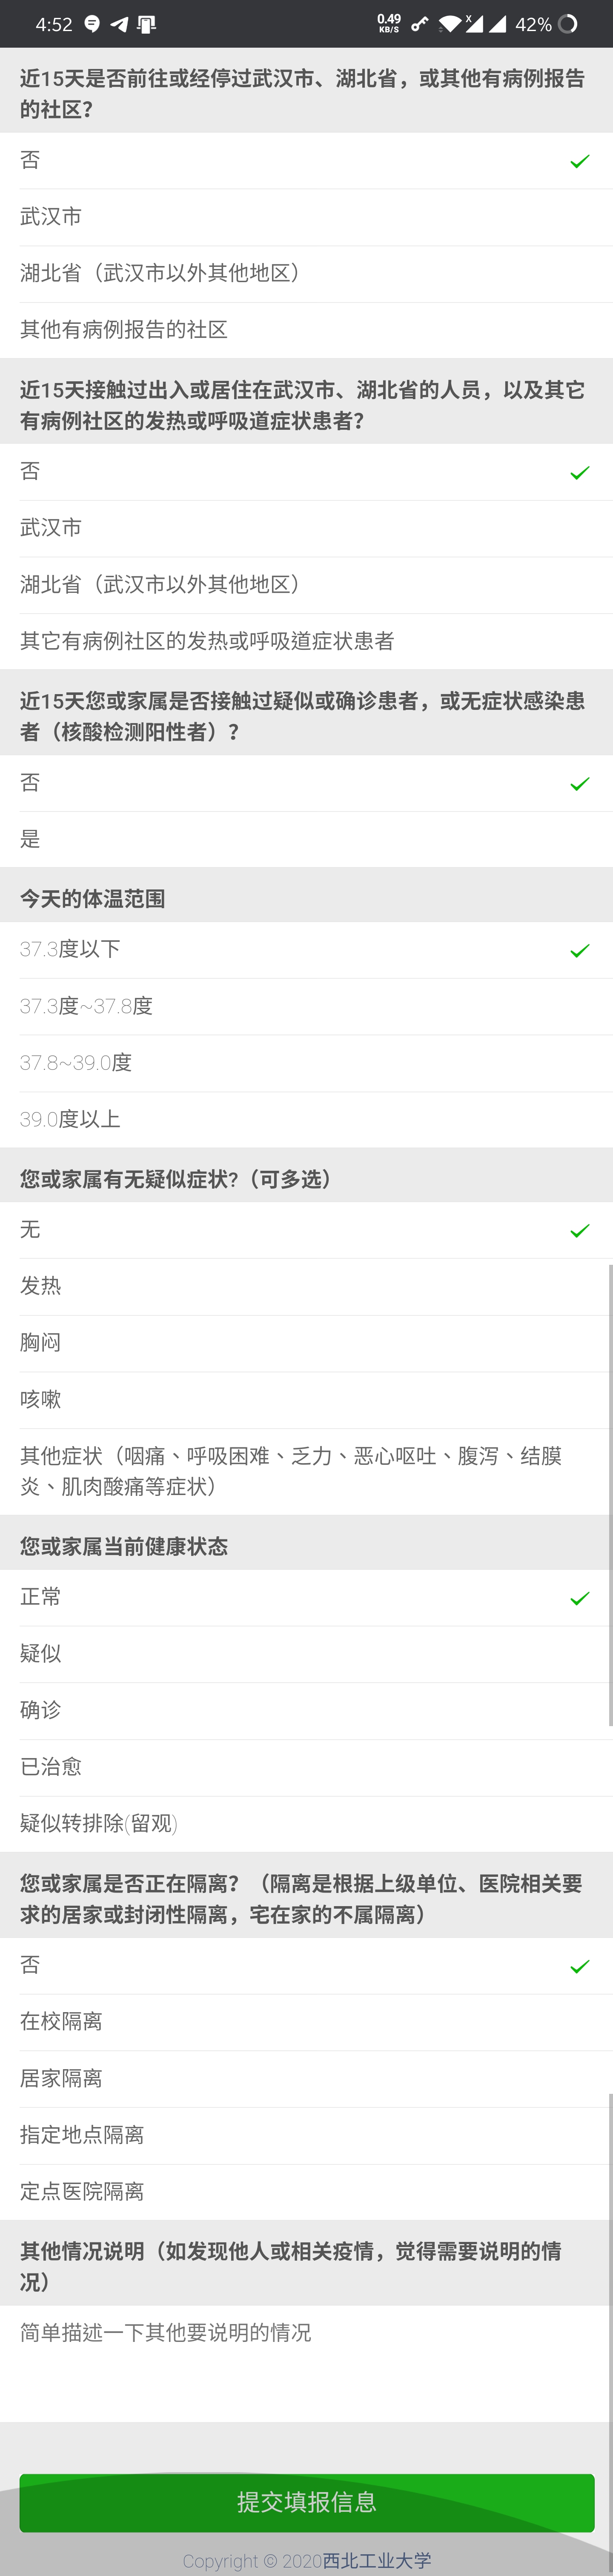 4:52
0.49
KB/S
X
42%
近15天是否前往或经停过武汉市、湖北省，或其他有病例报告
的社区？
否
武汉市
湖北省（武汉市以外其他地区）
其他有病例报告的社区
近15天接触过出入或居住在武汉市、湖北省的人员，以及其它
有病例社区的发热或呼吸道症状患者？
否
武汉市
湖北省（武汉市以外其他地区）
其它有病例社区的发热或呼吸道症状患者
近15天您或家属是否接触过疑似或确诊患者，或无症状感染患
者（核酸检测阳性者）？
否
是
今天的体温范围
37.3度以下
37.3度~37.8度
37.8~39.0度
39.0度以上
您或家属有无疑似症状?（可多选）
无
发热
胸闷
咳嗽
其他症状（咽痛、呼吸困难、乏力、恶心呕吐、腹泻、结膜
炎、肌肉酸痛等症状）
您或家属当前健康状态
正常
疑似
确诊
已治愈
疑似转排除(留观)
您或家属是否正在隔离？（隔离是根据上级单位、医院相关要
求的居家或封闭性隔离，宅在家的不属隔离）
否
在校隔离
居家隔离
指定地点隔离
定点医院隔离
其他情况说明（如发现他人或相关疫情，觉得需要说明的情
况）
简单描述一下其他要说明的情况
提交填报信息
Copyright © 2020西北工业大学